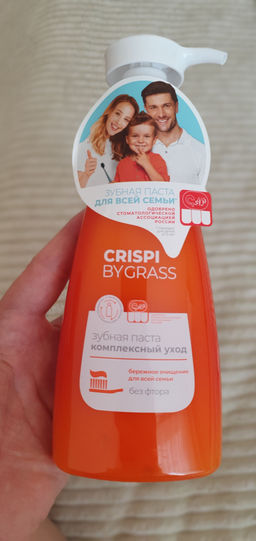 ЗУБНАЯ ПАСТА
ДЛЯ ВСЕЙ СЕМЬИ
ОДОБРЕНО
СТОМАТОЛОГИЧЕСКОЙ
АССОЦИАЦИЕЙ
РОССИИ
CRISPI
BYGRASS
зубная паста
комплексный уход
бережное очищение
для всей семьи
без фтора